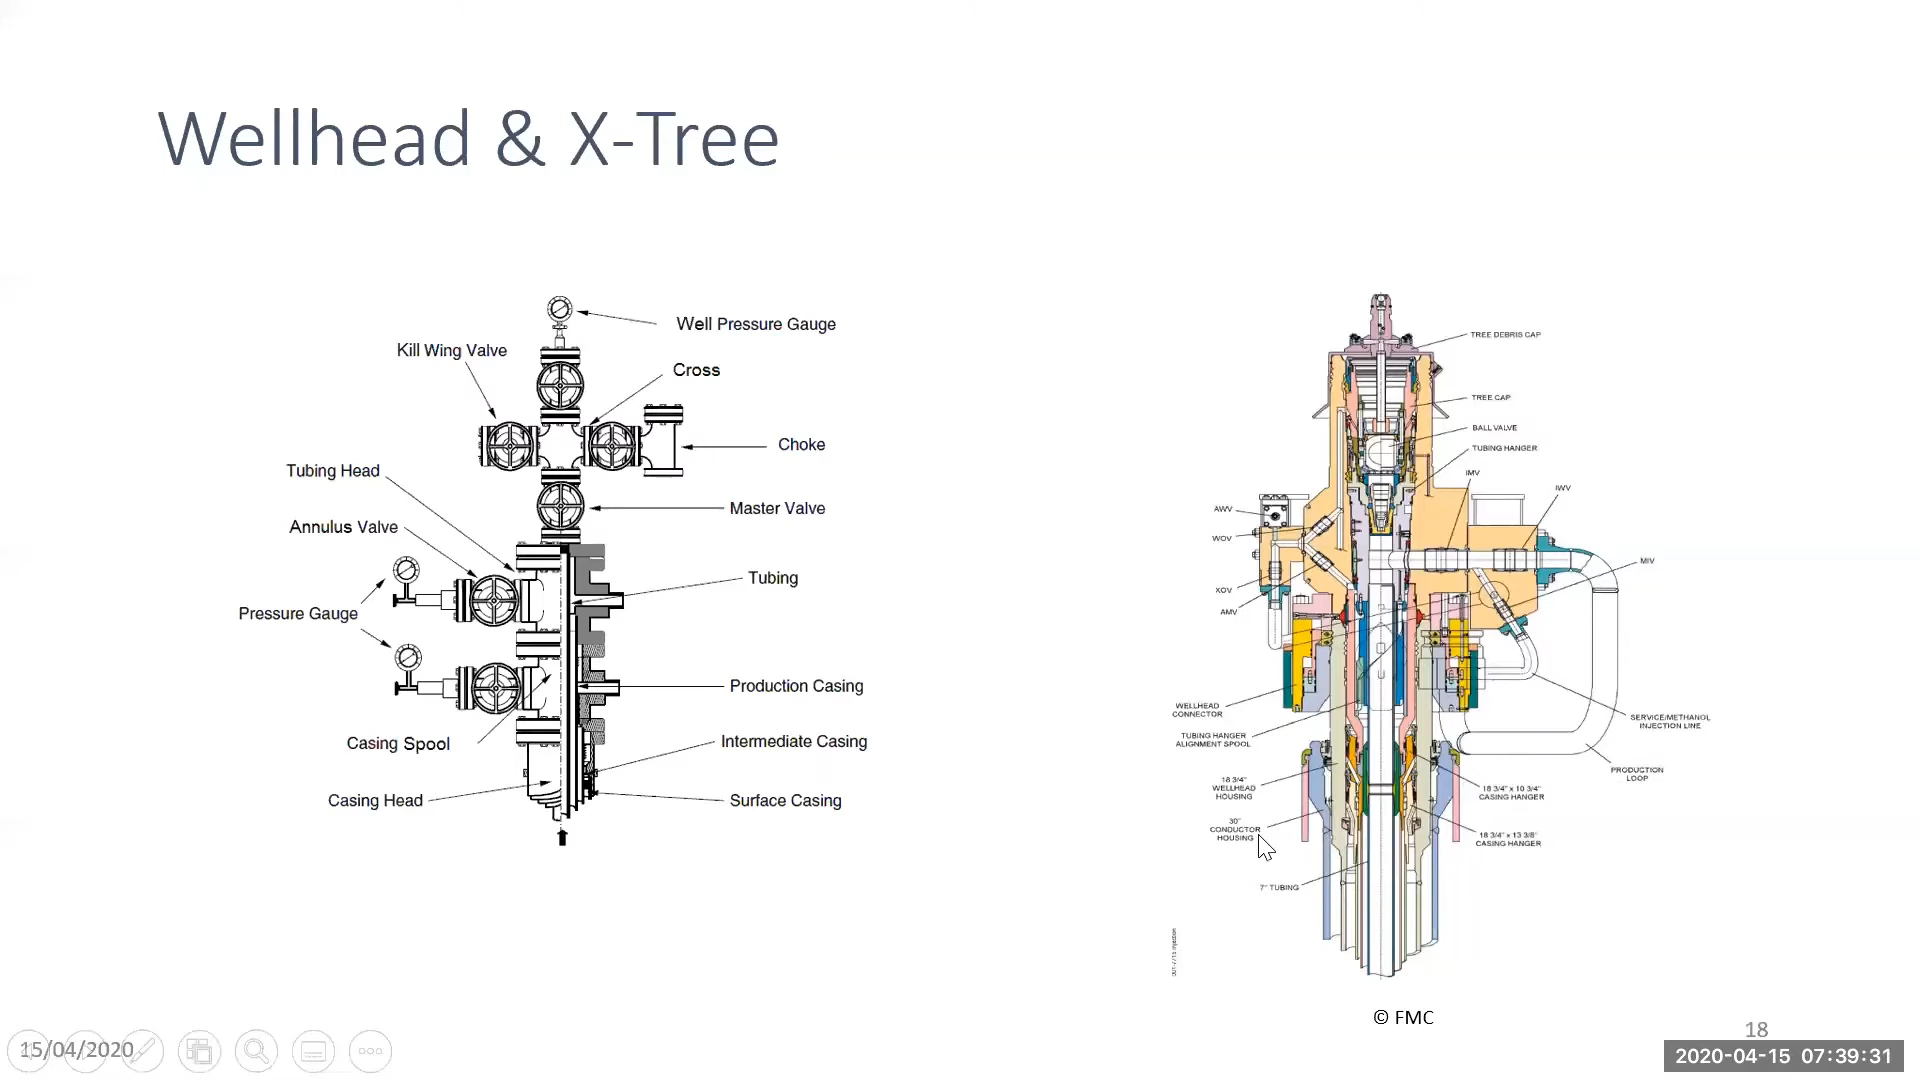 Wellhead & X-Tree
Well Pressure Gauge
Kill Wing Valve
Cross
Choke
Tubing Head
Master Valve
Annulus Valve
Tubing
Pressure Gauge
Production Casing
Casing Spool
Intermediate Casing
Casing Head
Surface Casing
TREE DEBRIS CAP
TREE CAP
BALL VALVE
TUBING HANGER
IMV
IWV
AWV
WOV
MIV
XOV
AMV
WELLHEAD
CONNECTOR
SERVICE/METHANOL
INJECTION LINE
TUBING HANGER
ALIGNMENT SPOOL
PRODUCTION
LOOP
18 3/4"
WELLHEAD
HOUSING
18 3/4" x 10 3/4"
CASING HANGER
30"
CONDUCTOR
HOUSING
18 3/4" x 13 3/8"
CASING HANGER
7" TUBING
© FMC
18
15/04/2020
2020-04-15 07:39:31